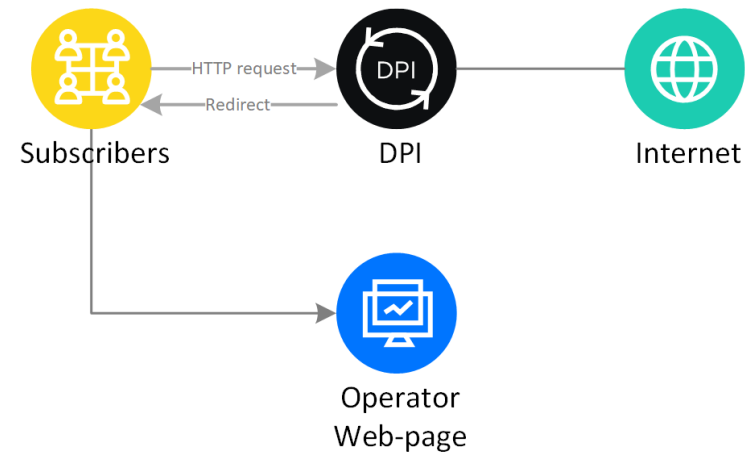 HTTP request
DPI
Redirect
Subscribers
DPI
Internet
Operator
Web-page